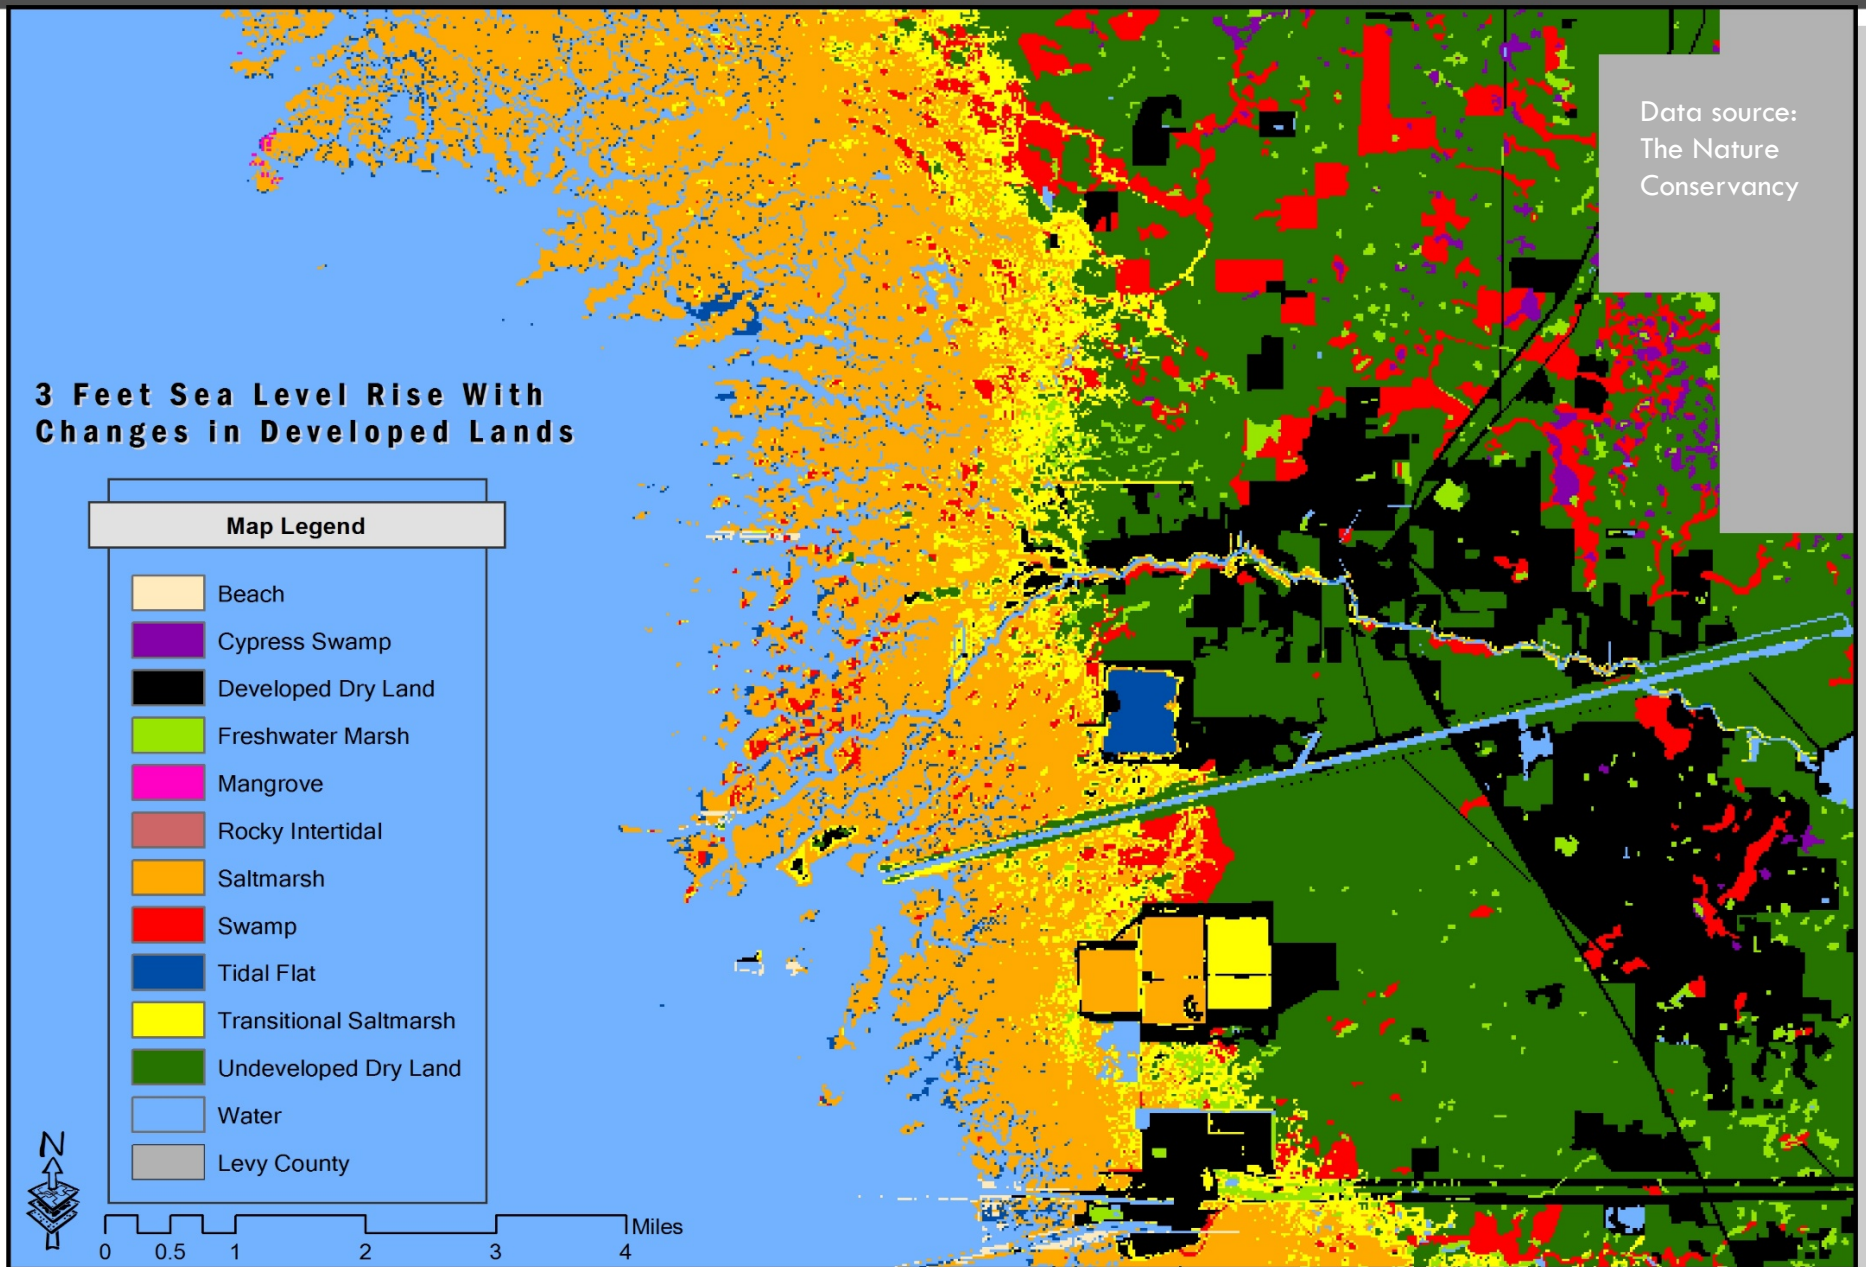 Data source:
The Nature
Conservancy
3 Feet Sea Level Rise With
Changes in Developed Lands
Map Legend
Beach
Cypress Swamp
Developed Dry Land
Freshwater Marsh
Mangrove
Rocky Intertidal
Saltmarsh
Swamp
Tidal Flat
Transitional Saltmarsh
Undeveloped Dry Land
Water
Levy County
N
Miles
0 0.5 1 2 3 4